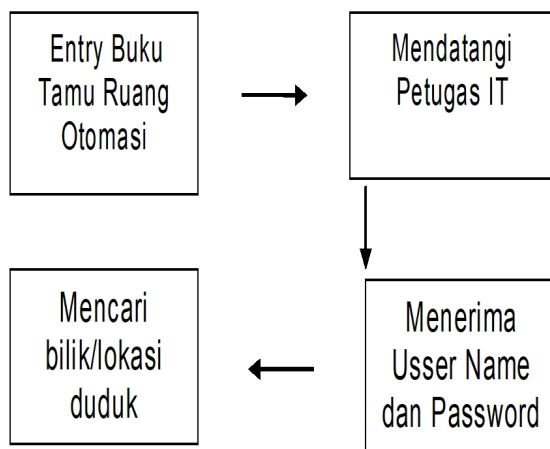 Entry Buku
Tamu Ruang
Otomasi
Mendatangi
Petugas IT
Menerima
Usser Name
dan Password
Mencari
bilik/lokasi
duduk